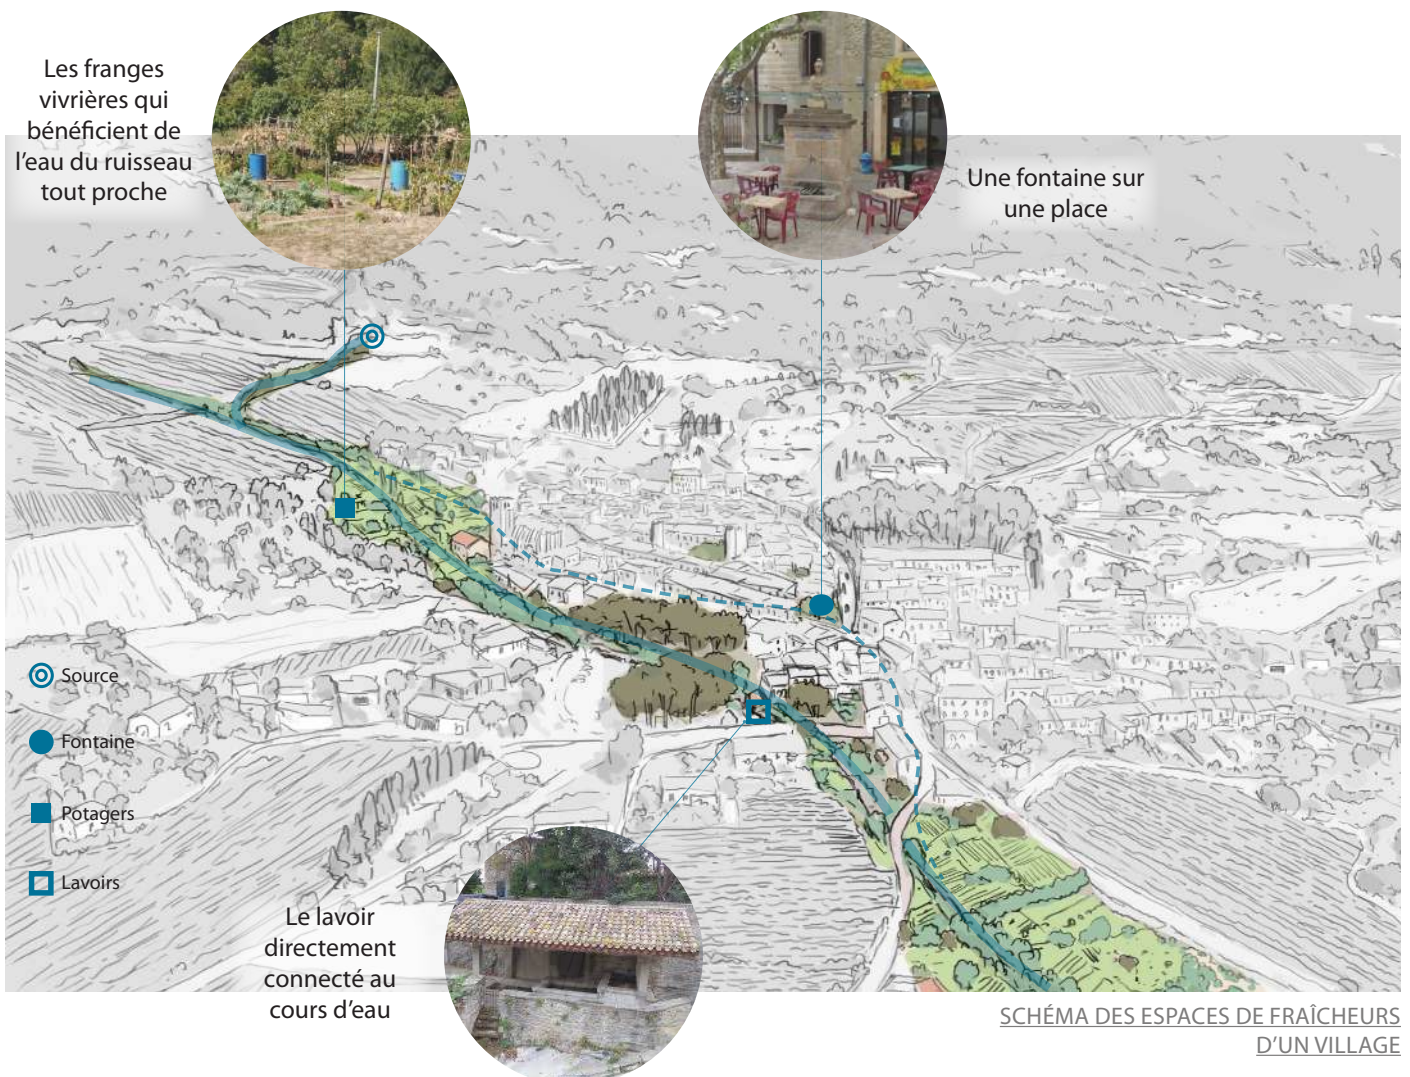 Les franges
vivrières qui
bénéficient de
l'eau du ruisseau
tout proche
Une fontaine sur
une place
Source
Fontaine
Potagers
Lavoirs
Le lavoir
directement
connecté au
cours d'eau
SCHÉMA DES ESPACES DE FRAÎCHEURS
D'UN VILLAGE